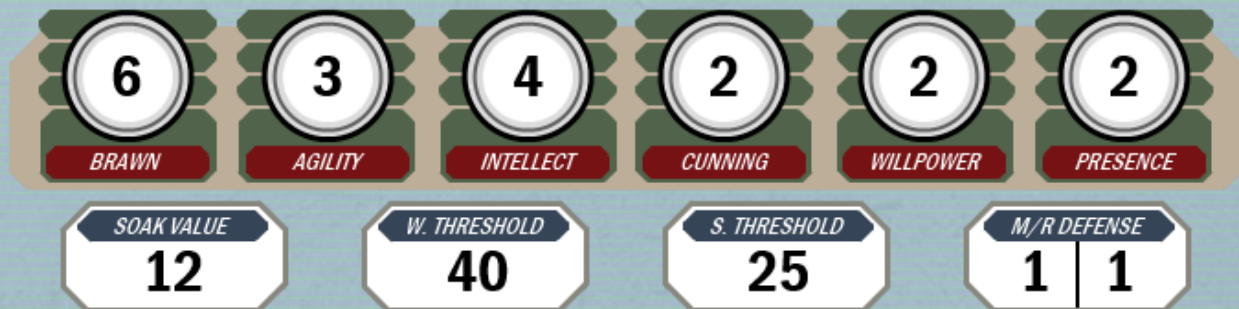 6 3 4 2 2 2
BRAWN AGILITY INTELLECT CUNNING WILLPOWER PRESENCE
SOAK VALUE W. THRESHOLD S. THRESHOLD M/R DEFENSE
12 40 25 1 1